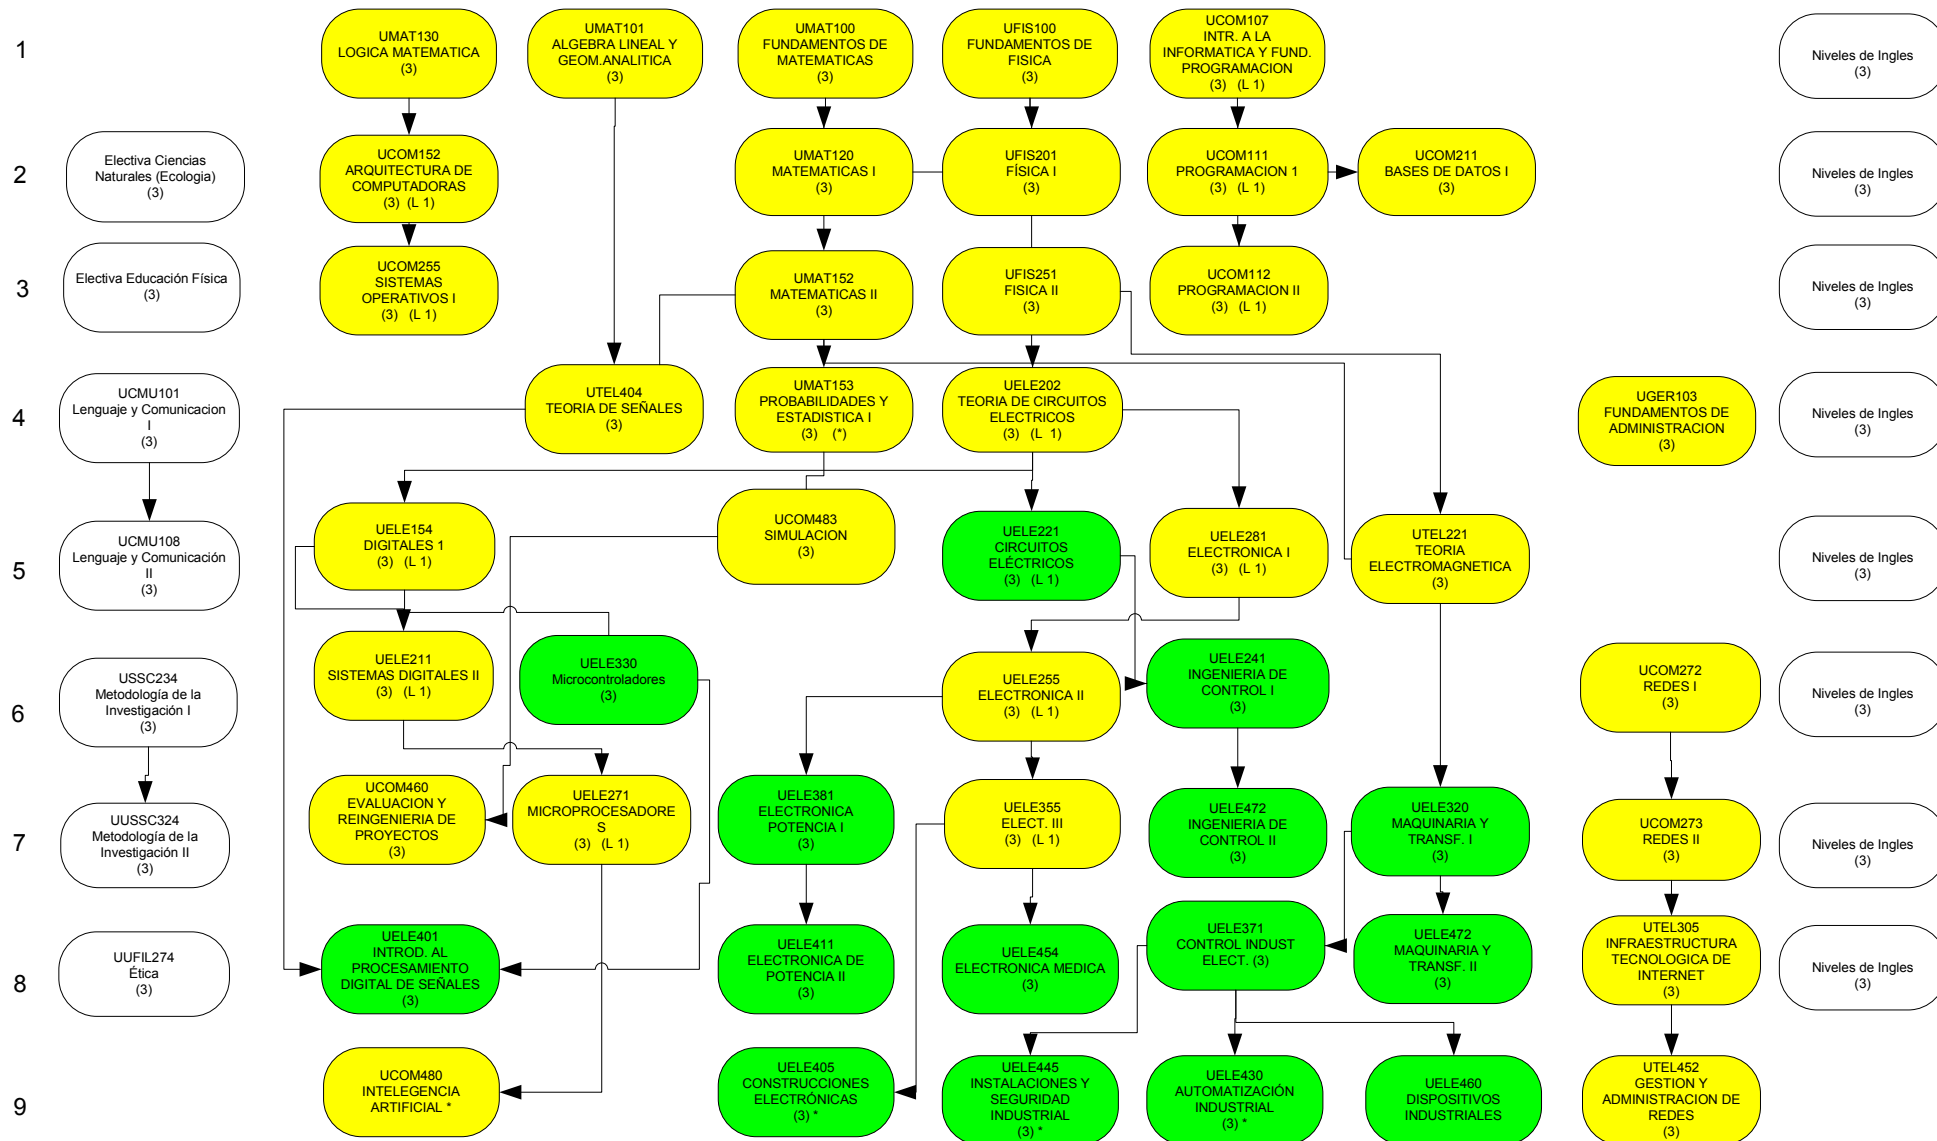 1
UMAT130
LOGICA MATEMATICA
(3)
UMAT101
ALGEBRA LINEAL Y
GEOM.ANALITICA
(3)
UMAT100
FUNDAMENTOS DE
MATEMATICAS
(3)
UFIS100
FUNDAMENTOS DE
FISICA
(3)
UCOM107
INTR. A LA
INFORMATICA Y FUND.
PROGRAMACION
(3) (L 1)
Niveles de Ingles
(3)
2
Electiva Ciencias
Naturales (Ecologia)
(3)
UCOM152
ARQUITECTURA DE
COMPUTADORAS
(3) (L 1)
UMAT120
MATEMATICAS I
(3)
UFIS201
FÍSICA I
(3)
UCOM111
PROGRAMACION 1
(3) (L 1)
UCOM211
BASES DE DATOS I
(3)
Niveles de Ingles
(3)
3
Electiva Educación Física
(3)
UCOM255
SISTEMAS
OPERATIVOS I
(3) (L 1)
UMAT152
MATEMATICAS II
(3)
UFIS251
FISICA II
(3)
UCOM112
PROGRAMACION II
(3) (L 1)
Niveles de Ingles
(3)
4
UCMU101
Lenguaje y Comunicacion
I
(3)
UTEL404
TEORIA DE SEÑALES
(3)
UMAT153
PROBABILIDADES Y
ESTADISTICA I
(3) (*)
UELE202
TEORIA DE CIRCUITOS
ELECTRICOS
(3) (L 1)
UGER103
FUNDAMENTOS DE
ADMINISTRACION
(3)
Niveles de Ingles
(3)
5
UCMU108
Lenguaje y Comunicación
II
(3)
UELE154
DIGITALES 1
(3) (L 1)
UCOM483
SIMULACION
(3)
UELE221
CIRCUITOS
ELÉCTRICOS
(3) (L 1)
UELE281
ELECTRONICA I
(3) (L 1)
UTEL221
TEORIA
ELECTROMAGNETICA
(3)
Niveles de Ingles
(3)
6
USSC234
Metodología de la
Investigación I
(3)
UELE211
SISTEMAS DIGITALES II
(3) (L 1)
UELE330
Microcontroladores
(3)
UELE255
ELECTRONICA II
(3) (L 1)
UELE241
INGENIERIA DE
CONTROL I
(3)
UCOM272
REDES I
(3)
Niveles de Ingles
(3)
7
UUSSC324
Metodología de la
Investigación II
(3)
UCOM460
EVALUACION Y
REINGENIERIA DE
PROYECTOS
(3)
UELE271
MICROPROCESADORE
S
(3) (L 1)
UELE381
ELECTRONICA
POTENCIA I
(3)
UELE355
ELECT. III
(3) (L 1)
UELE472
INGENIERIA DE
CONTROL II
(3)
UELE320
MAQUINARIA Y
TRANSF. I
(3)
UCOM273
REDES II
(3)
Niveles de Ingles
(3)
8
UUFIL274
Ética
(3)
UELE401
INTROD. AL
PROCESAMIENTO
DIGITAL DE SEÑALES
(3)
UELE411
ELECTRONICA DE
POTENCIA II
(3)
UELE454
ELECTRONICA MEDICA
(3)
UELE371
CONTROL INDUST
ELECT. (3)
UELE472
MAQUINARIA Y
TRANSF. II
(3)
UTEL305
INFRAESTRUCTURA
TECNOLOGICA DE
INTERNET
(3)
Niveles de Ingles
(3)
9
UCOM480
INTELEGENCIA
ARTIFICIAL *
UELE405
CONSTRUCCIONES
ELECTRÓNICAS
(3) *
UELE445
INSTALACIONES Y
SEGURIDAD
INDUSTRIAL
(3) *
UELE430
AUTOMATIZACIÓN
INDUSTRIAL
(3) *
UELE460
DISPOSITIVOS
INDUSTRIALES
UTEL452
GESTION Y
ADMINISTRACION DE
REDES
(3)